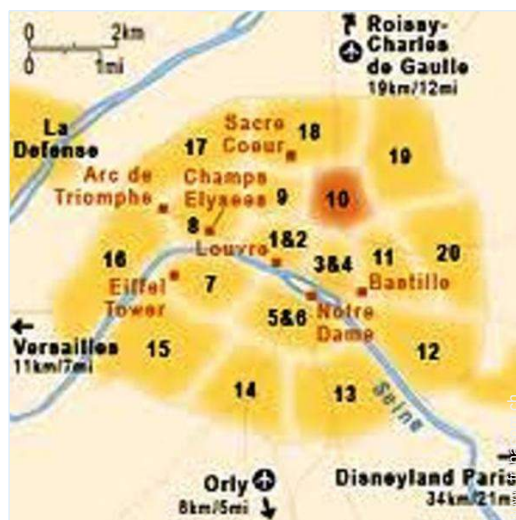 0 2km
0 1mi
Roissy-
Charles
de Gaulle
19km/12mi
La
Defense
17
Sacre
Coeur
18
19
Arc de
Triomphe
Champs
Elysees
9
10
8
Louvre
1&2
3&4
11
20
16
Eiffel
Tower
7
Bastille
5&6
Notre
Dame
Versailles
11km/7mi
15
12
14
13
Seine
Orly
8km/5mi
Disneyland Paris
34km/21mi